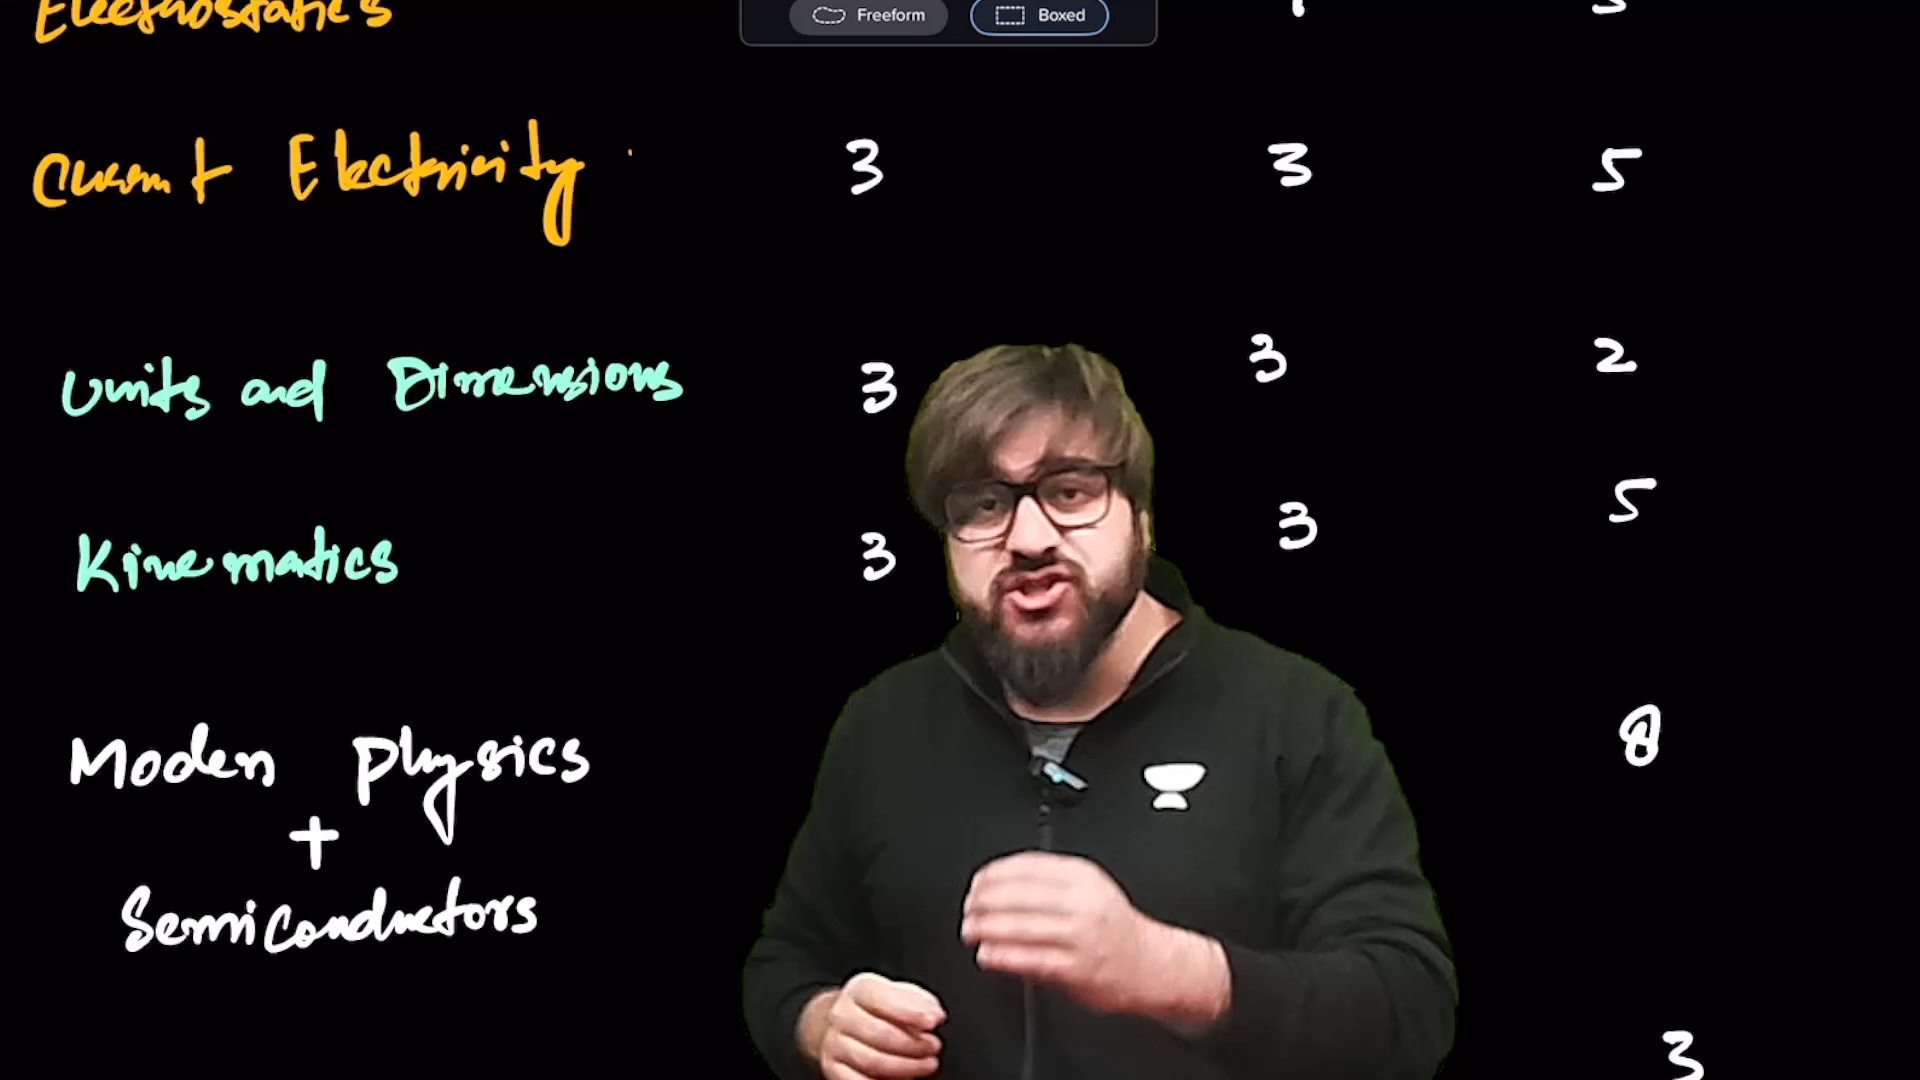 Electrostatics
Freeform Boxed
Current Electricity 3 3 5
Units and Dimensions 3 3 2
Kinematics 3 3 5
Modern Physics 8
+
Semiconductors
3